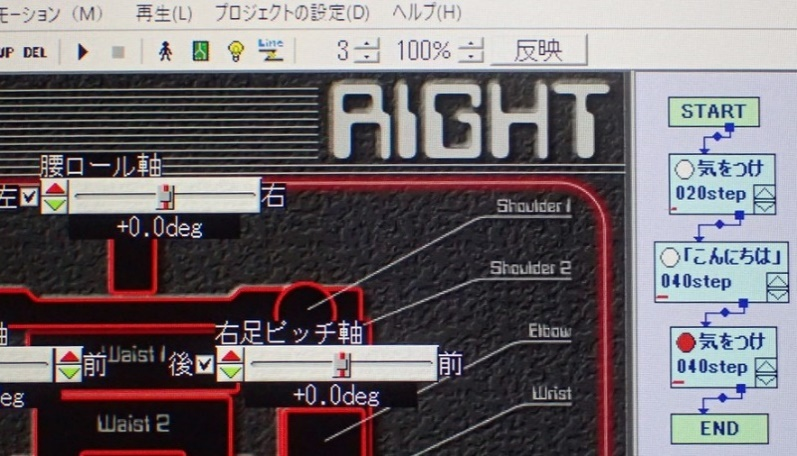 モーション（M） 再生(L) プロジェクトの設定(D) ヘルプ(H)
UP DEL Line 3 100% 反映
RIGHT
START
腰ロール軸
気をつけ
左 右
020step
+0.0deg
Shoulder 1
「こんにちは」
040step
Shoulder 2
右足ピッチ軸
軸
Elbow
気をつけ
040step
Waist 1
前 後 前
+0.0deg
eg
Wrist
Waist 2
END